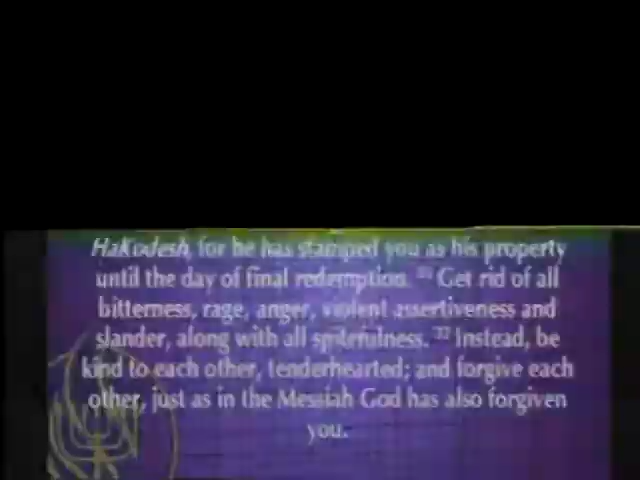 HaKodesh, for he has stamped you as his property
until the day of final redemption. 31 Get rid of all
bitterness, rage, anger, violent assertiveness and
slander, along with all spitefulness. 32 Instead, be
kind to each other, tenderhearted; and forgive each
other, just as in the Messiah God has also forgiven
you.